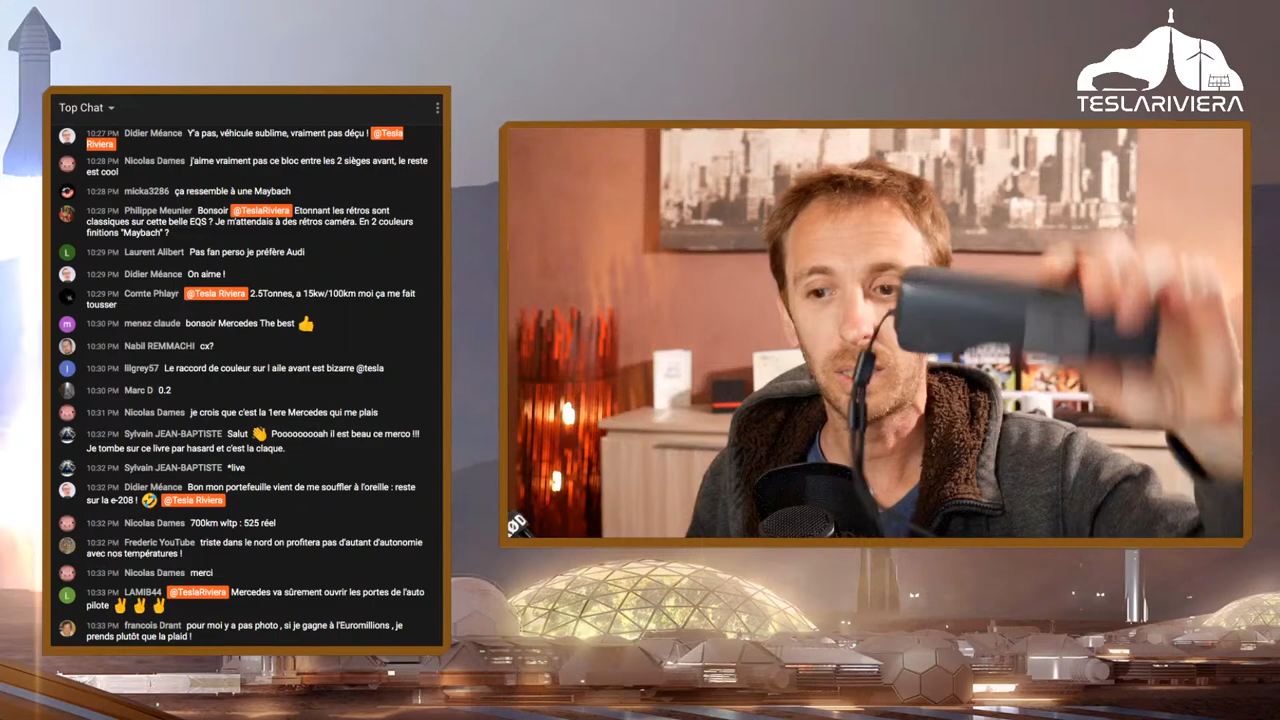 TESLARIVIERA
Top Chat
10:27 PM Didier Méance Y'a pas, véhicule sublime, vraiment pas déçu ! @Tesla
Riviera
10:28 PM Nicolas Dames j'aime vraiment pas ce bloc entre les 2 sièges avant, le reste
est cool
10:28 PM micka3286 ça ressemble à une Maybach
10:28 PM Philippe Meunier Bonsoir @TeslaRiviera Etonnant les rétros sont
classiques sur cette belle EQS ? Je m'attendais à des rétros caméra. En 2 couleurs
finitions "Maybach" ?
L 10:29 PM Laurent Alibert Pas fan perso je préfère Audi
10:29 PM Didier Méance On aime !
10:29 PM Comte Phlayr @Tesla Riviera 2.5Tonnes, a 15kw/100km moi ça me fait
tousser
m 10:30 PM menez claude bonsoir Mercedes The best 👍
10:30 PM Nabil REMMACHI cx?
l 10:30 PM lilgrey57 Le raccord de couleur sur l aile avant est bizarre @tesla
10:30 PM Marc D 0.2
10:31 PM Nicolas Dames je crois que c'est la 1ere Mercedes qui me plais
10:32 PM Sylvain JEAN-BAPTISTE Salut 👋 Pooooooooah il est beau ce merco !!!
Je tombe sur ce livre par hasard et c'est la claque.
10:32 PM Sylvain JEAN-BAPTISTE *live
10:32 PM Didier Méance Bon mon portefeuille vient de me souffler à l'oreille : reste
sur la e-208 ! 🤣 @Tesla Riviera
10:32 PM Nicolas Dames 700km wltp : 525 réel
10:33 PM Frederic YouTube triste dans le nord on profitera pas d'autant d'autonomie
avec nos températures !
10:33 PM Nicolas Dames merci
L 10:33 PM LAMIB44 @TeslaRiviera Mercedes va sûrement ouvrir les portes de l'auto
pilote ✌️ ✌️ ✌️
10:33 PM francois Drant pour moi y a pas photo , si je gagne à l'Euromillions , je
prends plutôt que la plaid !